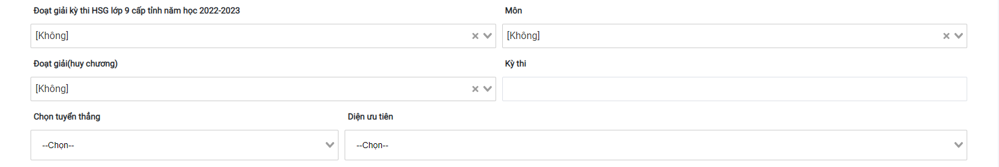 Đoạt giải kỳ thi HSG lớp 9 cấp tỉnh năm học 2022-2023 Môn
[Không] [Không]
Đoạt giải(huy chương) Kỳ thi
[Không]
Chọn tuyển thẳng Diện ưu tiên
--Chọn-- --Chọn--